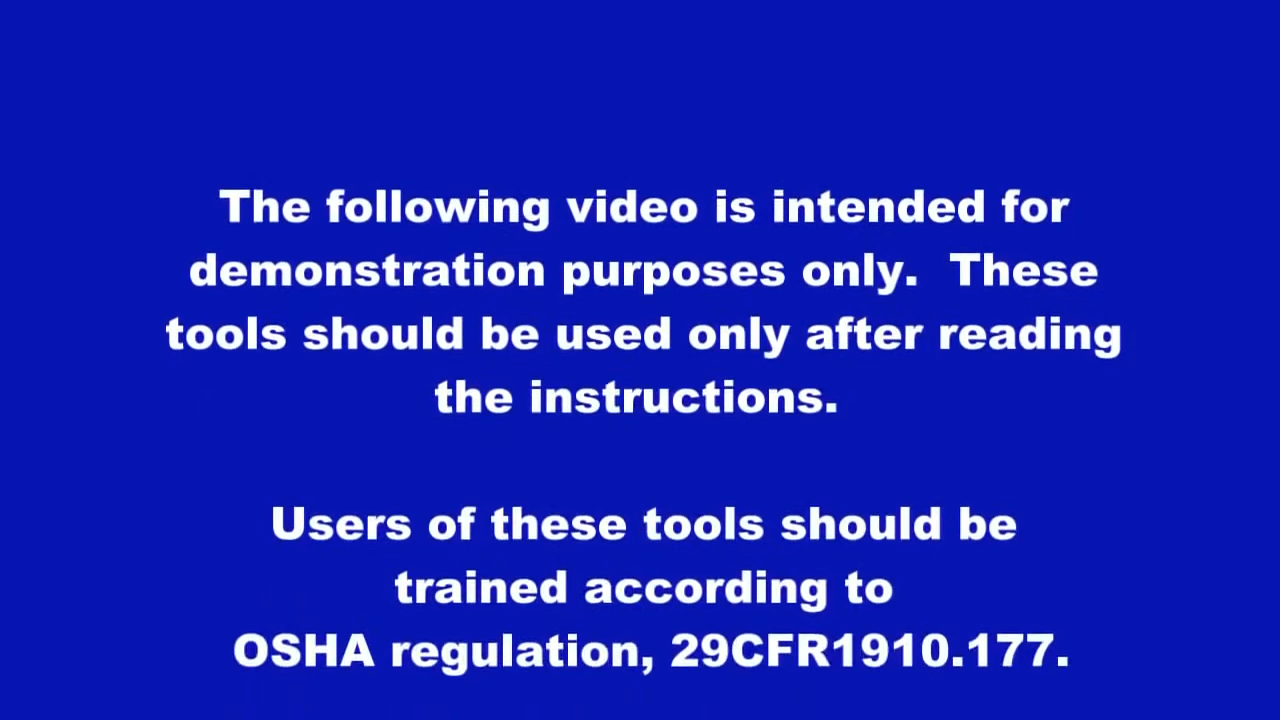 The following video is intended for
demonstration purposes only.  These
tools should be used only after reading
the instructions.
Users of these tools should be
trained according to
OSHA regulation, 29CFR1910.177.